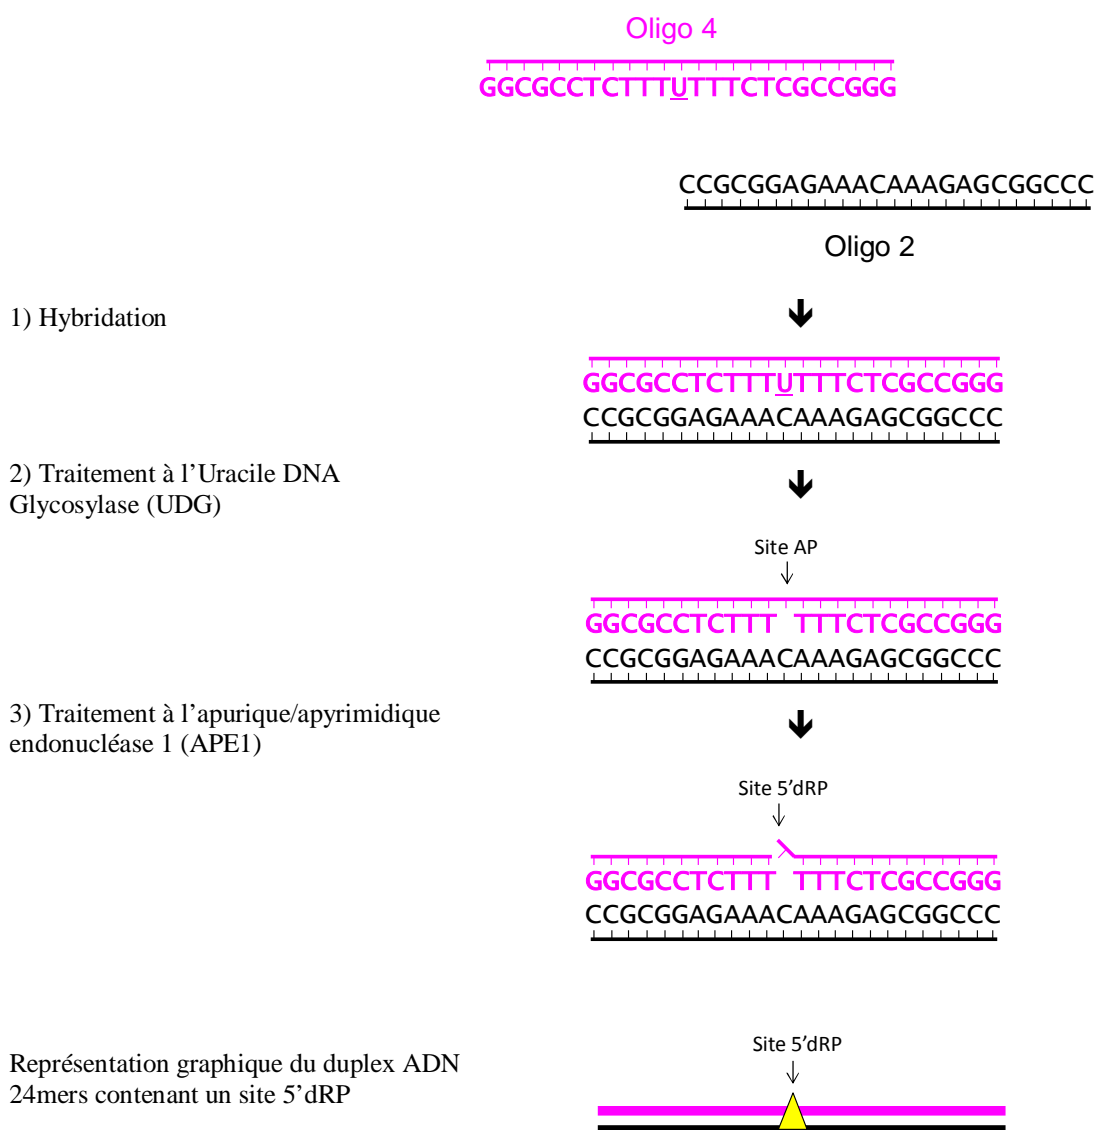 Oligo 4
GGCGCCTCTTTUTTTCTCGCCGGG
CCGCGGAGAAACAAAGAGCGGCCC
Oligo 2
1) Hybridation
GGCGCCTCTTTUTTTCTCGCCGGG
CCGCGGAGAAACAAAGAGCGGCCC
2) Traitement à l’Uracile DNA
Glycosylase (UDG)
Site AP
GGCGCCTCTTT TTTCTCGCCGGG
CCGCGGAGAAACAAAGAGCGGCCC
3) Traitement à l’apurique/apyrimidique
endonucléase 1 (APE1)
Site 5’dRP
GGCGCCTCTTT TTTCTCGCCGGG
CCGCGGAGAAACAAAGAGCGGCCC
Représentation graphique du duplex ADN
24mers contenant un site 5’dRP
Site 5’dRP